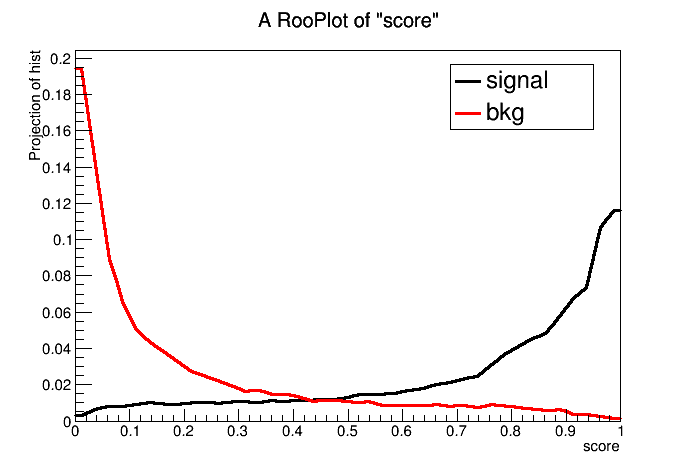 A RooPlot of "score"
Projection of hist
0.2
0.18
0.16
0.14
0.12
0.1
0.08
0.06
0.04
0.02
0
signal
bkg
0 0.1 0.2 0.3 0.4 0.5 0.6 0.7 0.8 0.9 1
score